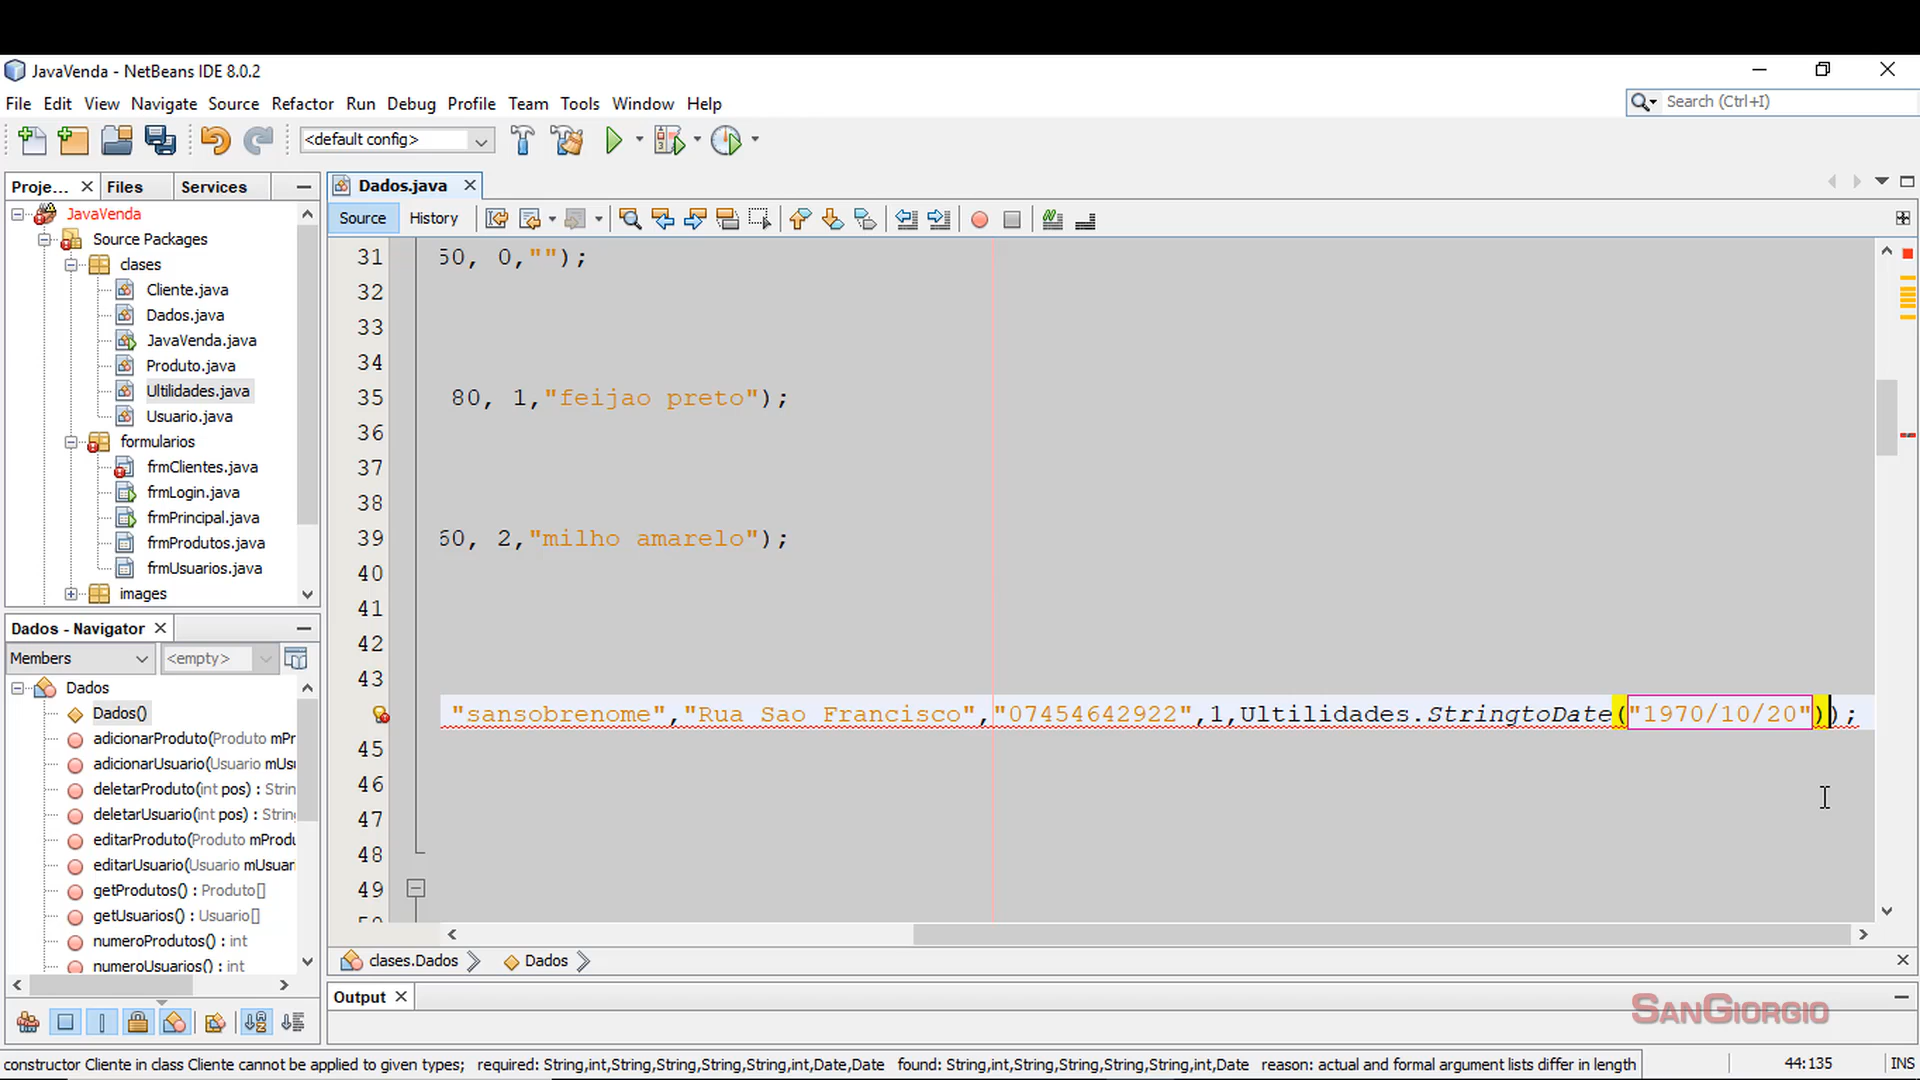 JavaVenda - NetBeans IDE 8.0.2
File Edit View Navigate Source Refactor Run Debug Profile Team Tools Window Help
Search (Ctrl+I)
<default config>
Proje... Files Services
JavaVenda
Source Packages
clases
Cliente.java
Dados.java
JavaVenda.java
Produto.java
Ultilidades.java
Usuario.java
formularios
frmClientes.java
frmLogin.java
frmPrincipal.java
frmProdutos.java
frmUsuarios.java
images
Dados - Navigator
Members <empty>
Dados
Dados()
adicionarProduto(Produto mPr
adicionarUsuario(Usuario mUsu
deletarProduto(int pos) : Strin
deletarUsuario(int pos) : String
editarProduto(Produto mProdu
editarUsuario(Usuario mUsuar
getProdutos() : Produto[]
getUsuarios() : Usuario[]
numeroProdutos() : int
numeroUsuarios() : int
Dados.java
Source History
31 50, 0,"");
32
33
34
35 80, 1,"feijao preto");
36
37
38
39 60, 2,"milho amarelo");
40
41
42
43
"sansobrenome","Rua Sao Francisco","07454642922",1,Ultilidades.StringtoDate("1970/10/20"));
45
46
47
48
49
clases.Dados Dados
Output
SANGIORGIO
constructor Cliente in class Cliente cannot be applied to given types; required: String,int,String,String,String,String,int,Date,Date found: String,int,String,String,String,String,int,Date reason: actual and formal argument lists differ in length
44:135 INS